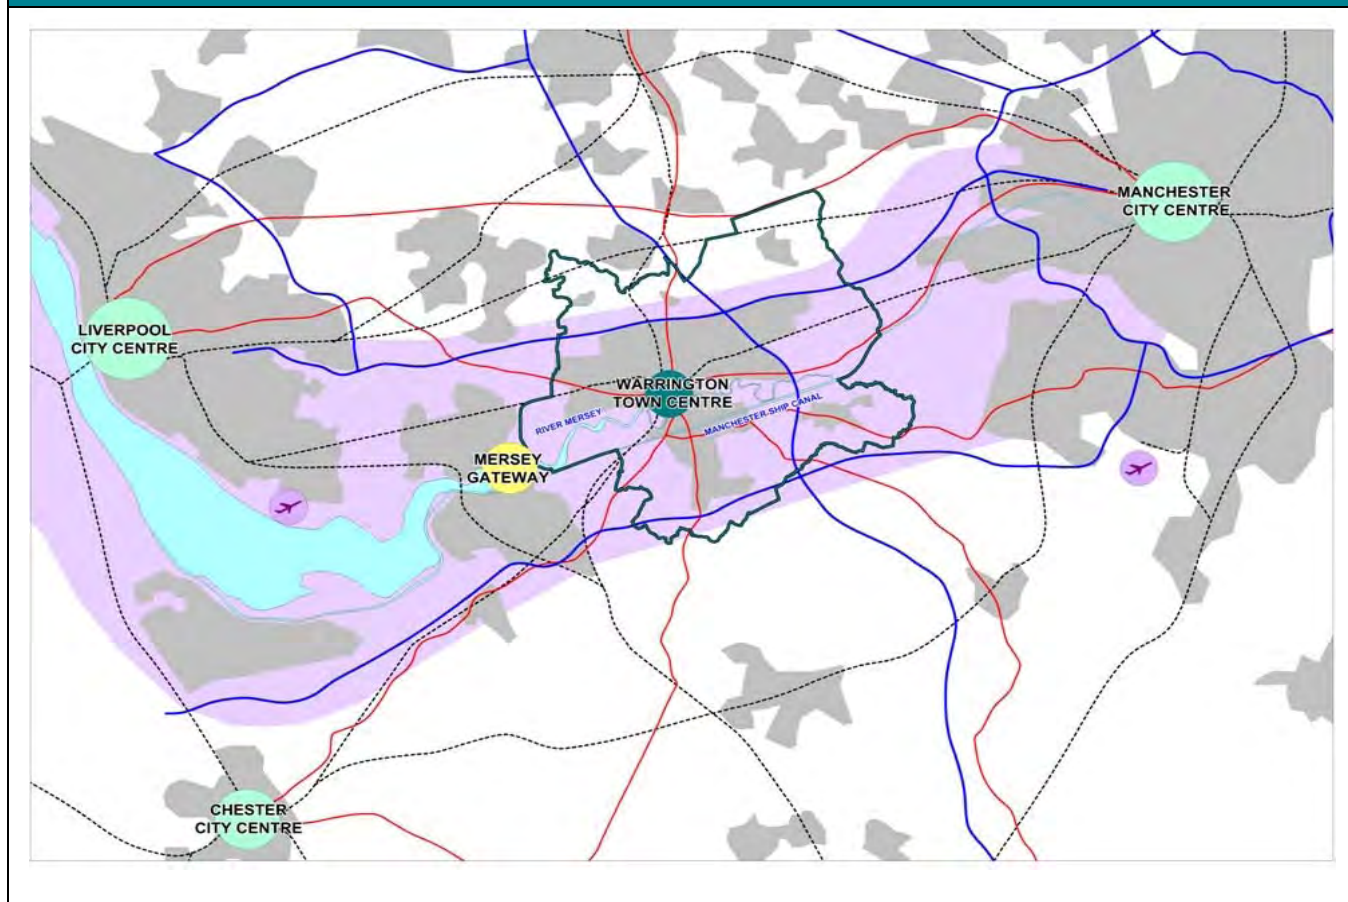 MANCHESTER
CITY CENTRE
LIVERPOOL
CITY CENTRE
WARRINGTON
TOWN CENTRE
RIVER MERSEY
MANCHESTER SHIP CANAL
MERSEY
GATEWAY
CHESTER
CITY CENTRE